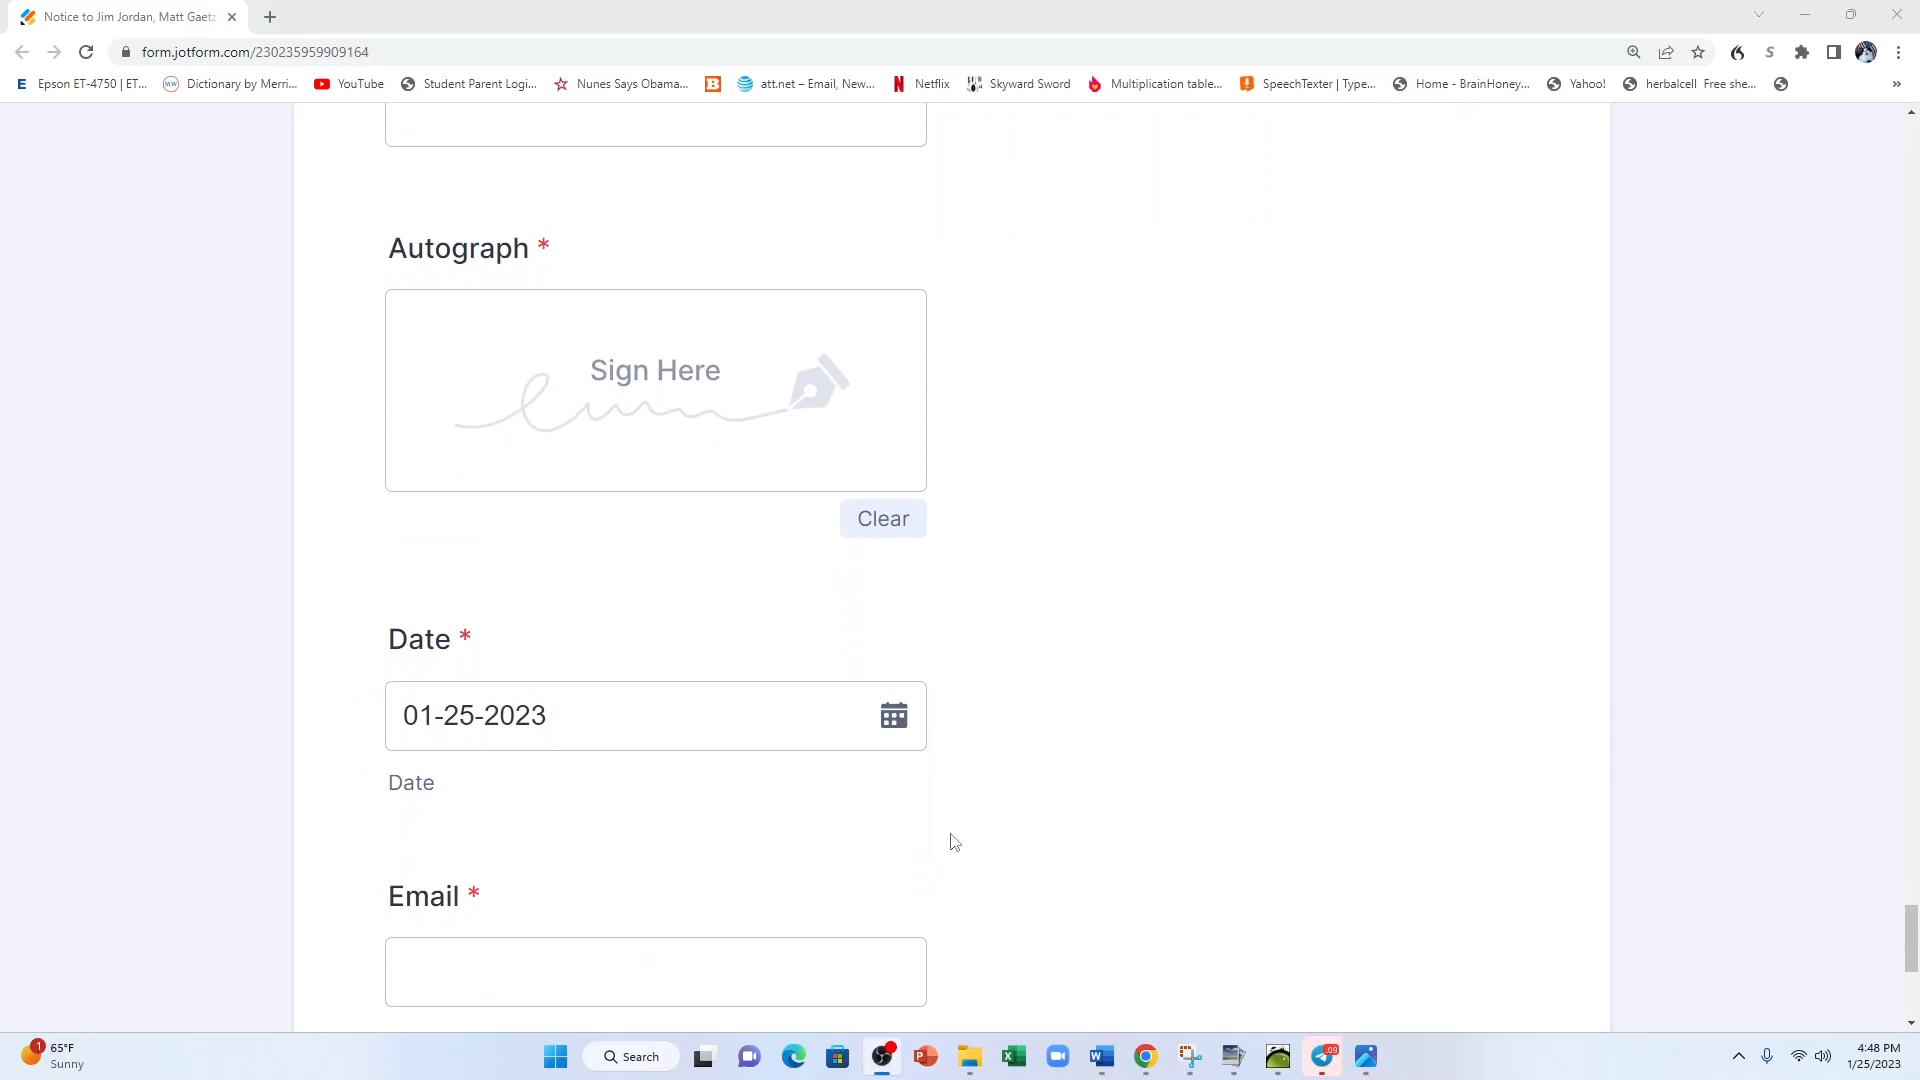 Notice to Jim Jordan, Matt Gaetz
form.jotform.com/230235959909164
Epson ET-4750 | ET...
Dictionary by Merri...
YouTube
Student Parent Logi...
Nunes Says Obama...
att.net – Email, New...
Netflix
Skyward Sword
Multiplication table...
SpeechTexter | Type...
Home - BrainHoney...
Yahoo!
herbalcell Free she...
»
Autograph *
Sign Here
Clear
Date *
01-25-2023
Date
Email *
1
65°F
Sunny
Search
4:48 PM
1/25/2023